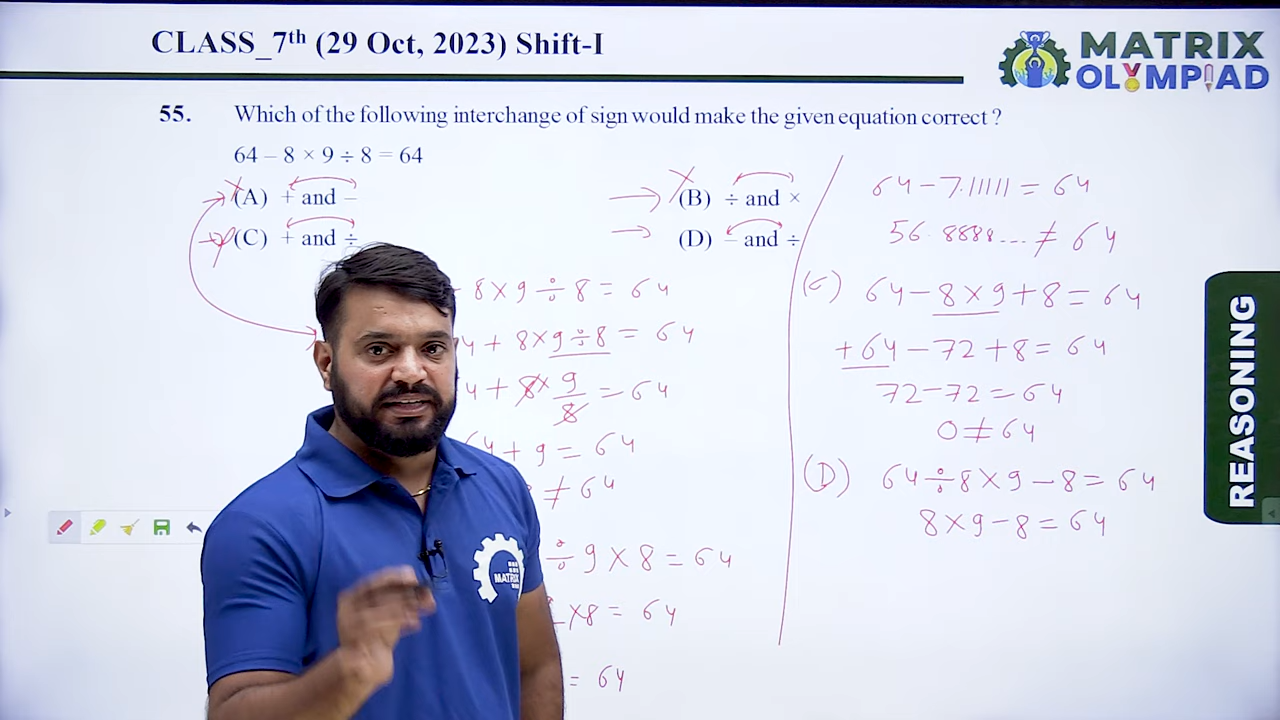 CLASS_7th (29 Oct, 2023) Shift-I
MATRIX
OLYMPIAD
55. Which of the following interchange of sign would make the given equation correct ?
64 – 8 × 9 ÷ 8 = 64
(A) + and –
(B) ÷ and ×
(C) + and ÷
(D) – and ÷
8 × 9 ÷ 8 = 64
4 + 8 × 9 ÷ 8 = 64
4 + 8 × 9/8 = 64
64 + 9 = 64
≠ 64
÷ 9 × 8 = 64
× 8 = 64
= 64
64 – 7.11111 = 64
56.8888.... ≠ 64
(C) 64 – 8 × 9 + 8 = 64
+64 – 72 + 8 = 64
72 – 72 = 64
0 ≠ 64
(D) 64 ÷ 8 × 9 – 8 = 64
8 × 9 – 8 = 64
REASONING
MATRIX